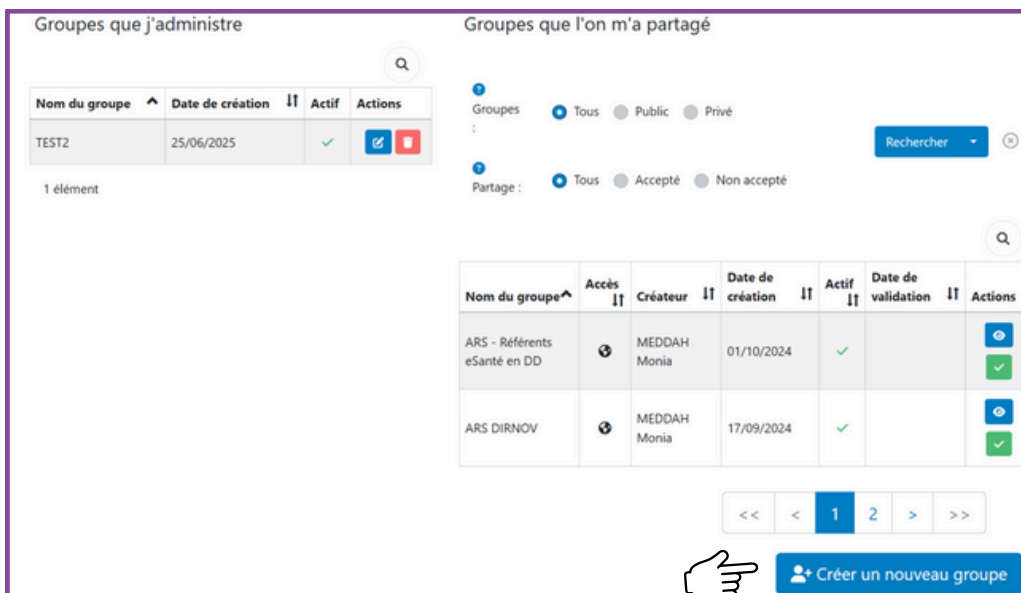 Groupes que j'administre
Nom du groupe Date de création Actif Actions
TEST2 25/06/2025
1 élément
Groupes que l'on m'a partagé
Groupes
:
Tous Public Privé
Rechercher
Partage :
Tous Accepté Non accepté
Nom du groupe Accès Créateur Date de création Actif Date de validation Actions
ARS - Référents
eSanté en DD
MEDDAH
Monia
01/10/2024
ARS DIRNOV
MEDDAH
Monia
17/09/2024
<< < 1 2 > >>
Créer un nouveau groupe